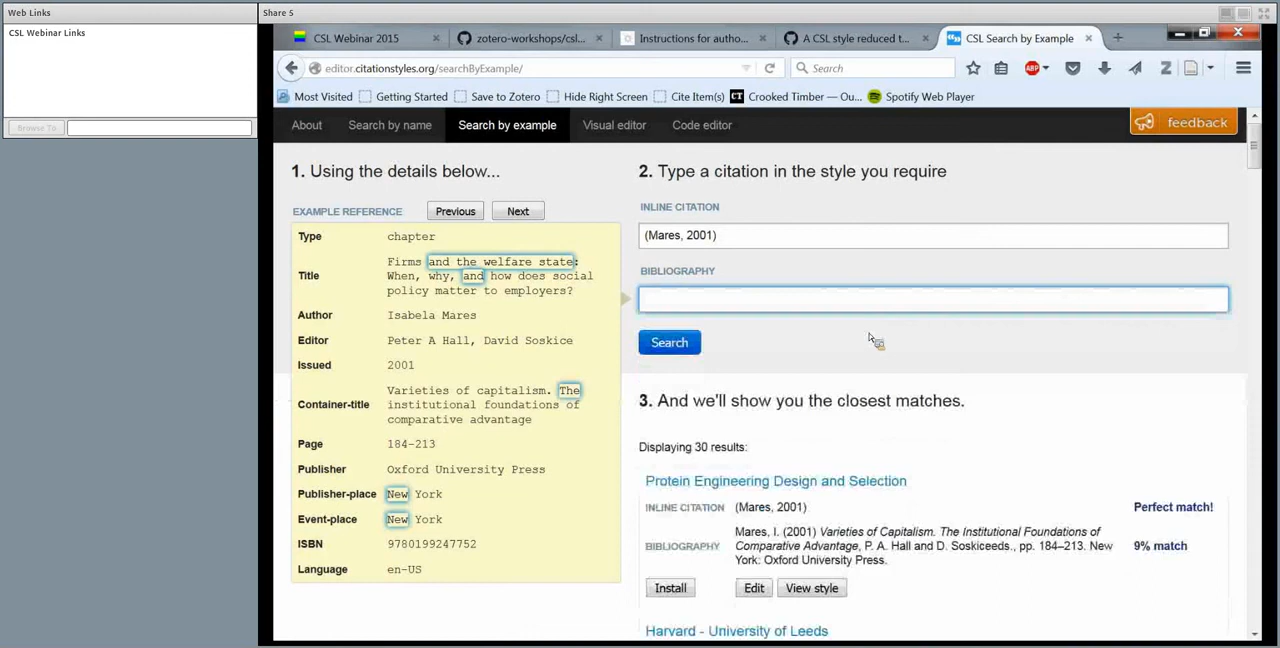 Web Links
CSL Webinar Links
Browse To
Share 5
CSL Webinar 2015
zotero-workshops/csl...
Instructions for autho...
A CSL style reduced t...
CSL Search by Example
editor.citationstyles.org/searchByExample/
Search
ABP
Most Visited
Getting Started
Save to Zotero
Hide Right Screen
Cite Item(s)
CT
Crooked Timber — Ou...
Spotify Web Player
About
Search by name
Search by example
Visual editor
Code editor
feedback
1. Using the details below...
EXAMPLE REFERENCE
Previous
Next
Type chapter
Title Firms and the welfare state:
When, why, and how does social
policy matter to employers?
Author Isabela Mares
Editor Peter A Hall, David Soskice
Issued 2001
Container-title Varieties of capitalism. The
institutional foundations of
comparative advantage
Page 184-213
Publisher Oxford University Press
Publisher-place New York
Event-place New York
ISBN 9780199247752
Language en-US
2. Type a citation in the style you require
INLINE CITATION
(Mares, 2001)
BIBLIOGRAPHY
Search
3. And we'll show you the closest matches.
Displaying 30 results:
Protein Engineering Design and Selection
INLINE CITATION (Mares, 2001) Perfect match!
BIBLIOGRAPHY Mares, I. (2001) Varieties of Capitalism. The Institutional Foundations of
Comparative Advantage, P. A. Hall and D. Soskiceeds., pp. 184–213. New
York: Oxford University Press.
9% match
Install
Edit
View style
Harvard - University of Leeds